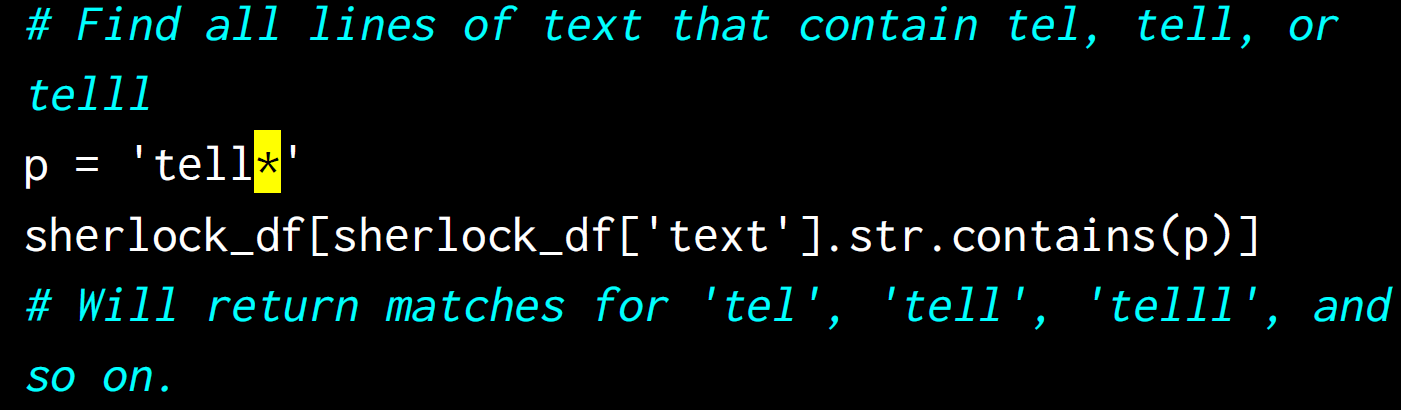 # Find all lines of text that contain tel, tell, or
telll
p = 'tell*'
sherlock_df[sherlock_df['text'].str.contains(p)]
# Will return matches for 'tel', 'tell', 'telll', and
so on.